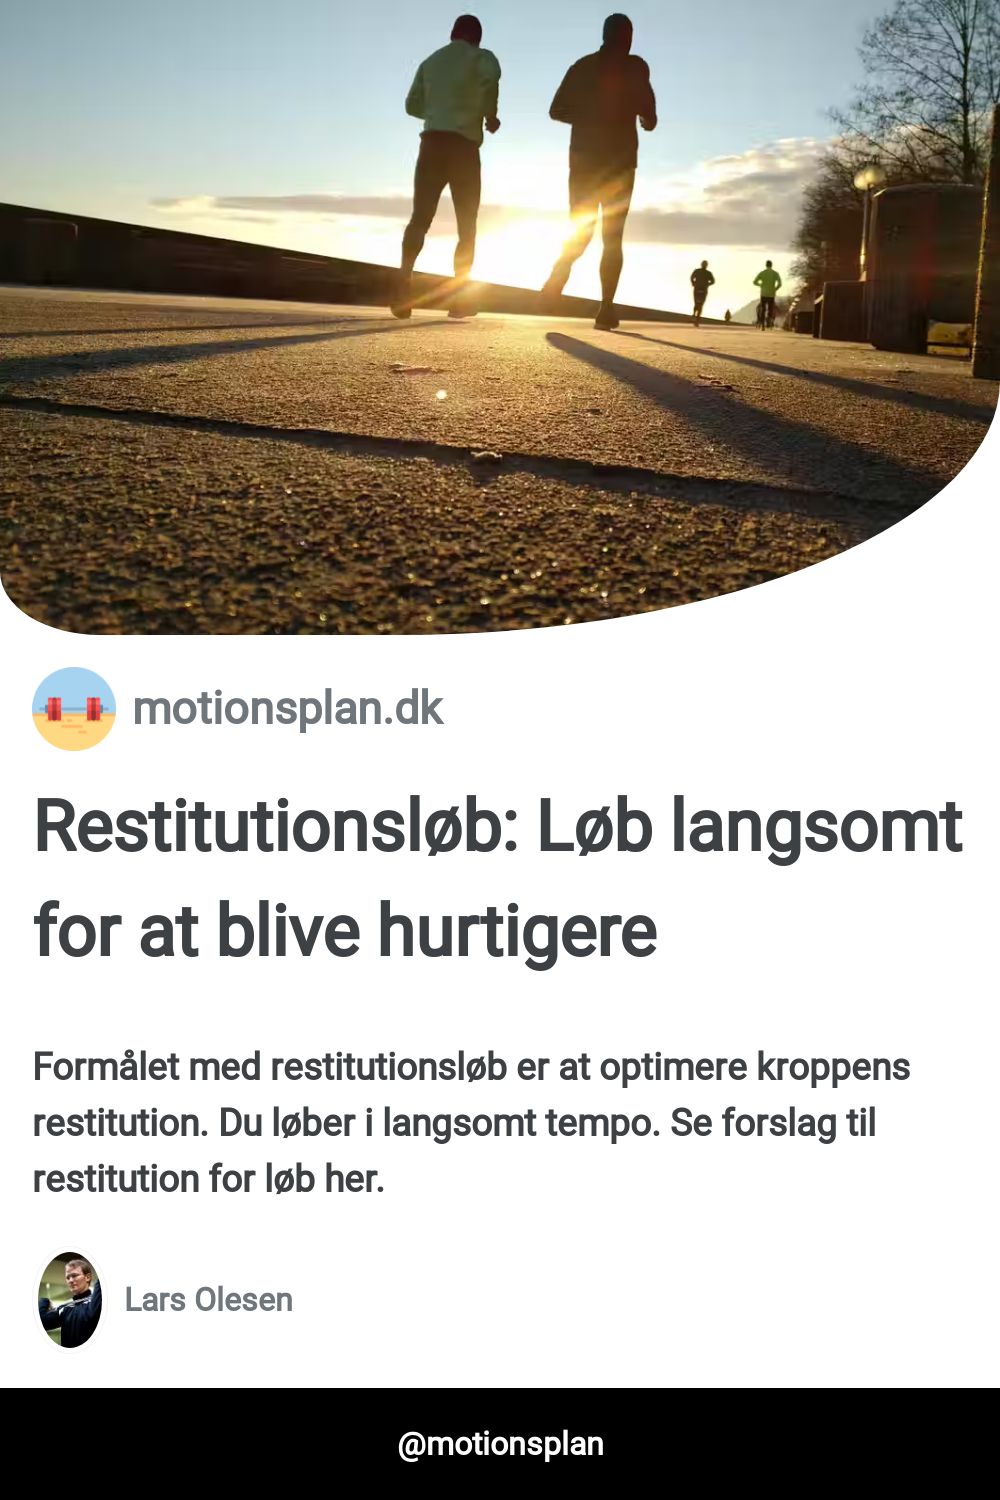 motionsplan.dk
Restitutionsløb: Løb langsomt
for at blive hurtigere
Formålet med restitutionsløb er at optimere kroppens
restitution. Du løber i langsomt tempo. Se forslag til
restitution for løb her.
Lars Olesen
@motionsplan